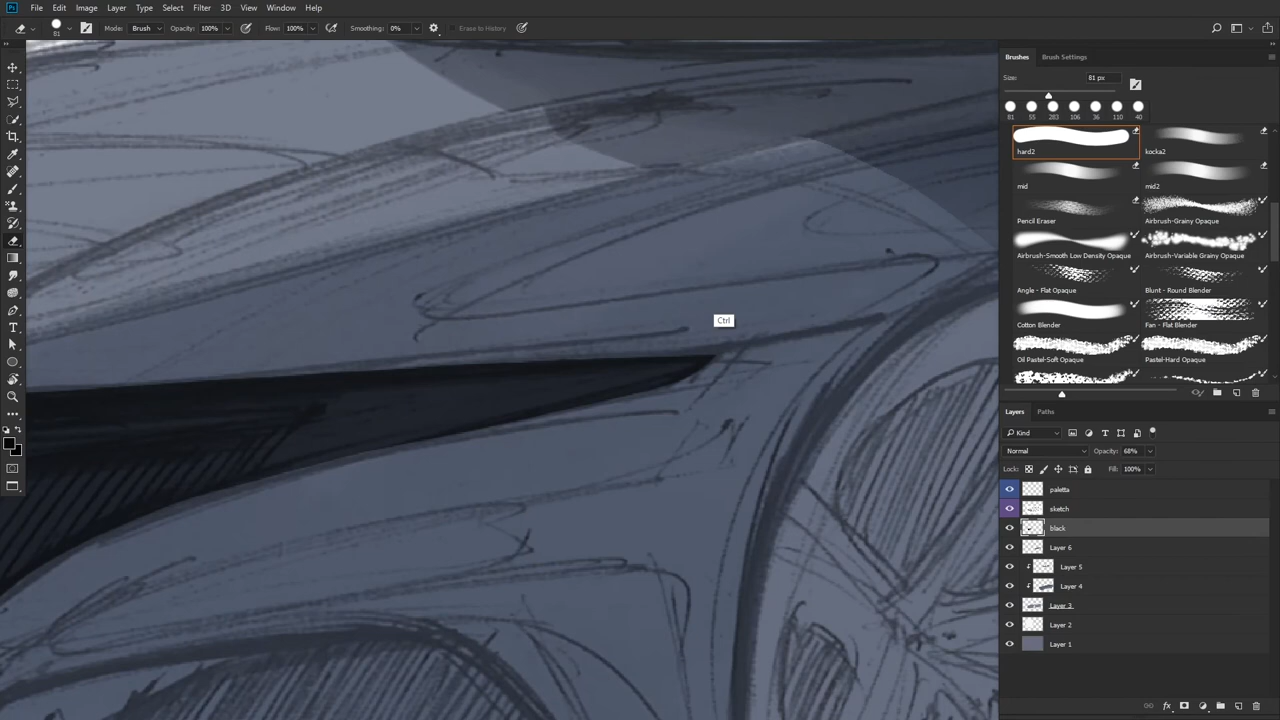 Ps File Edit Image Layer Type Select Filter 3D View Window Help
81 Mode: Brush Opacity: 100% Flow: 100% Smoothing: 0% Erase to History
Brushes Brush Settings
Size: 81 px
81 55 283 106 36 110 40
hard2 kocka2
mid mid2
Pencil Eraser Airbrush-Grainy Opaque
Airbrush-Smooth Low Density Opaque Airbrush-Variable Grainy Opaque
Angle - Flat Opaque Blunt - Round Blender
Cotton Blender Fan - Flat Blender
Oil Pastel-Soft Opaque Pastel-Hard Opaque
Ctrl
Layers Paths
Kind
Normal Opacity: 68%
Lock: Fill: 100%
paletta
sketch
black
Layer 6
Layer 5
Layer 4
Layer 3
Layer 2
Layer 1
fx